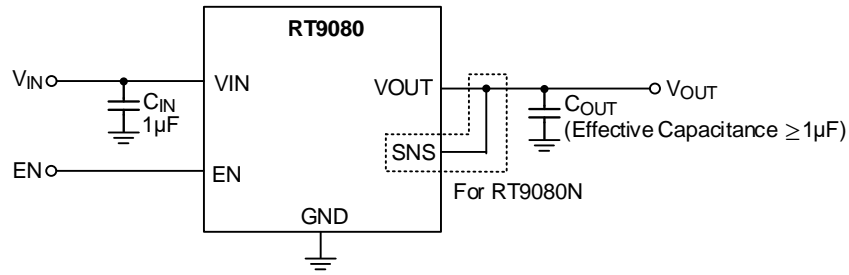 RT9080
VIN
VIN
CIN
1µF
VOUT
VOUT
COUT
(Effective Capacitance ≥1µF)
SNS
EN
EN
For RT9080N
GND